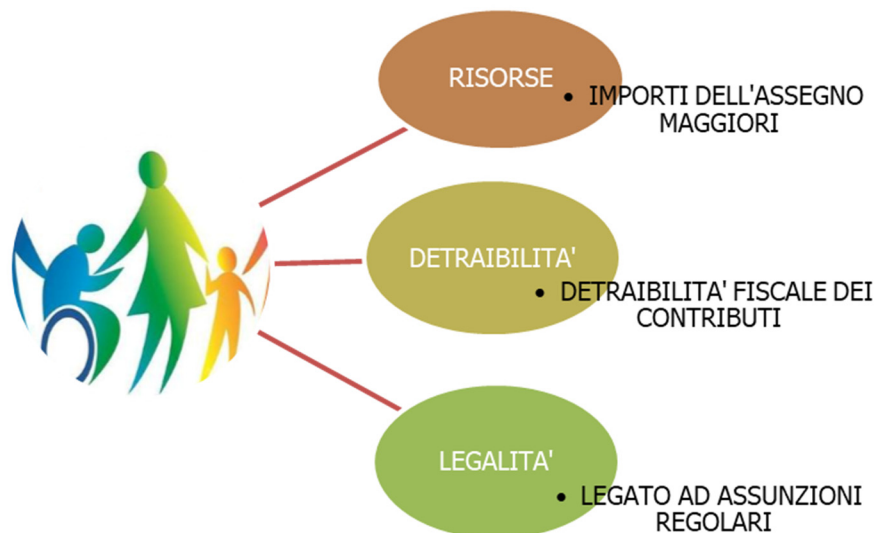 RISORSE
• IMPORTI DELL'ASSEGNO
MAGGIORI
DETRAIBILITA'
• DETRAIBILITA' FISCALE DEI
CONTRIBUTI
LEGALITA'
• LEGATO AD ASSUNZIONI
REGOLARI